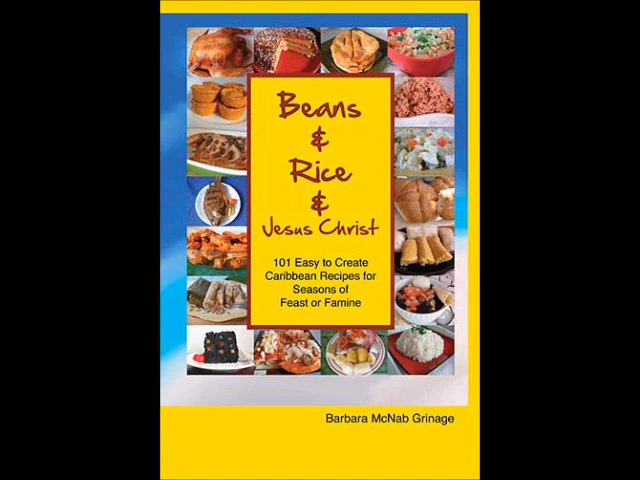 Beans
&
Rice
&
Jesus Christ
101 Easy to Create
Caribbean Recipes for
Seasons of
Feast or Famine
Barbara McNab Grinage